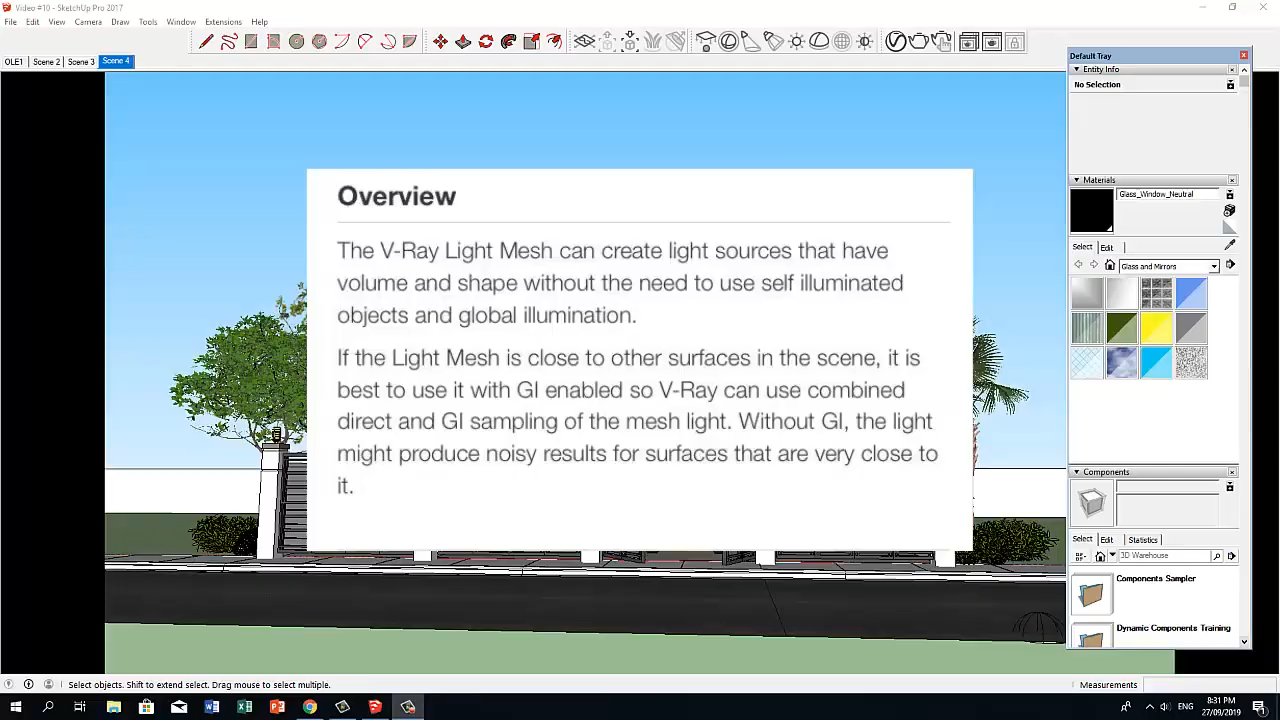 Video #10 - SketchUp Pro 2017
File Edit View Camera Draw Tools Window Extensions Help
OLE1 Scene 2 Scene 3 Scene 4
Default Tray
Entity Info
No Selection
Materials
Glass_Window_Neutral
Select Edit
Glass and Mirrors
Components
Select Edit Statistics
3D Warehouse
Components Sampler
Dynamic Components Training
Overview
The V-Ray Light Mesh can create light sources that have
volume and shape without the need to use self illuminated
objects and global illumination.
If the Light Mesh is close to other surfaces in the scene, it is
best to use it with GI enabled so V-Ray can use combined
direct and GI sampling of the mesh light. Without GI, the light
might produce noisy results for surfaces that are very close to
it.
Select objects. Shift to extend select. Drag mouse to select multiple.
Measurements
ENG
8:31 PM
27/09/2019